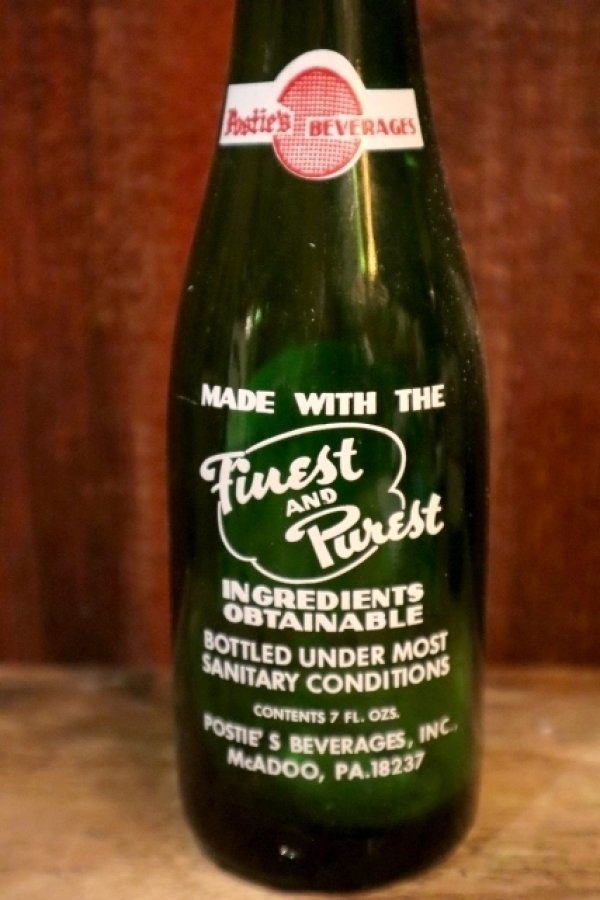 Postie's BEVERAGES
MADE WITH THE
Finest
AND
Purest
INGREDIENTS
OBTAINABLE
BOTTLED UNDER MOST
SANITARY CONDITIONS
CONTENTS 7 FL. OZS.
POSTIE'S BEVERAGES, INC.,
McADOO, PA.18237